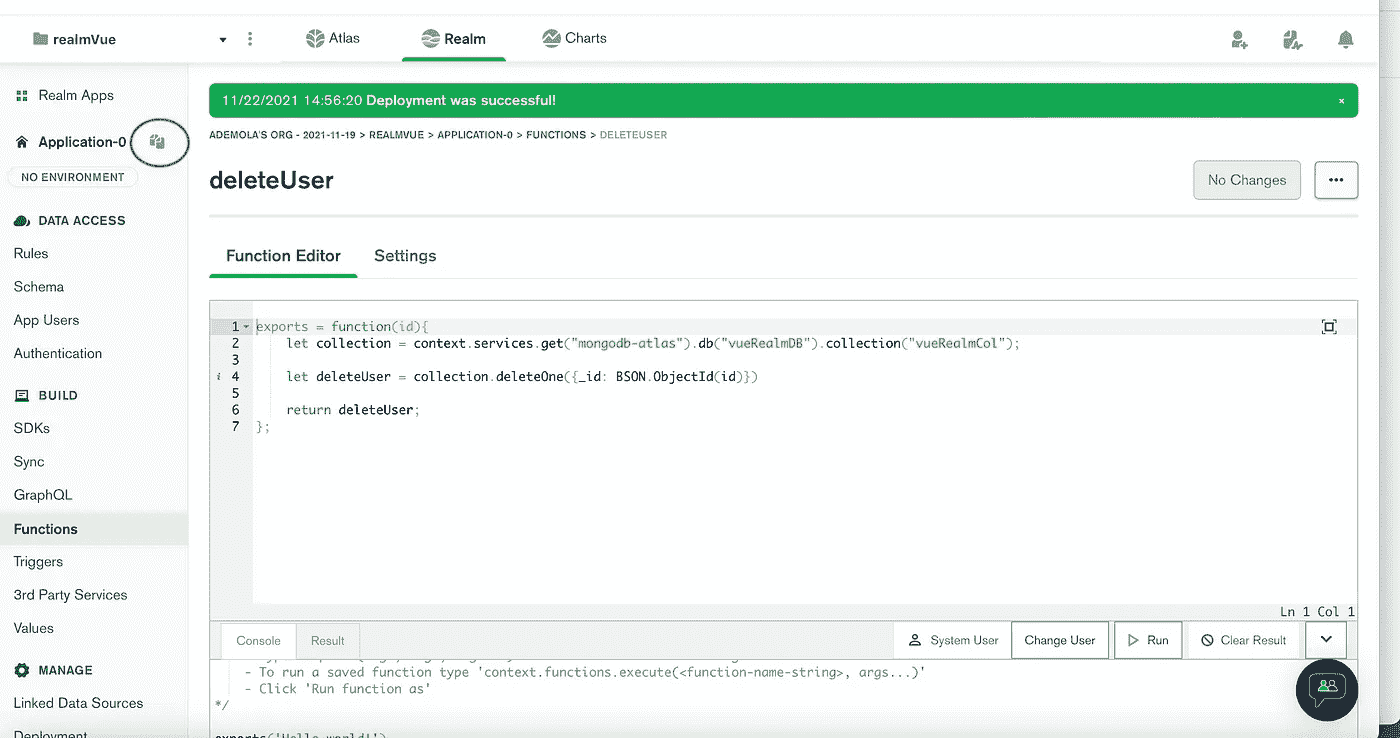 realmVue
Atlas
Realm
Charts
Realm Apps
Application-0
NO ENVIRONMENT
DATA ACCESS
Rules
Schema
App Users
Authentication
BUILD
SDKs
Sync
GraphQL
Functions
Triggers
3rd Party Services
Values
MANAGE
Linked Data Sources
Deployment
11/22/2021 14:56:20 Deployment was successful!
×
ADEMOLA'S ORG - 2021-11-19 > REALMVUE > APPLICATION-0 > FUNCTIONS > DELETEUSER
deleteUser
No Changes
Function Editor
Settings
1 exports = function(id){
2 let collection = context.services.get("mongodb-atlas").db("vueRealmDB").collection("vueRealmCol");
3
i 4 let deleteUser = collection.deleteOne({_id: BSON.ObjectId(id)})
5
6 return deleteUser;
7 };
Ln 1 Col 1
Console
Result
System User
Change User
Run
Clear Result
- To run a saved function type 'context.functions.execute(<function-name-string>, args...)'
- Click 'Run function as'
*/
exports('Hello world!')